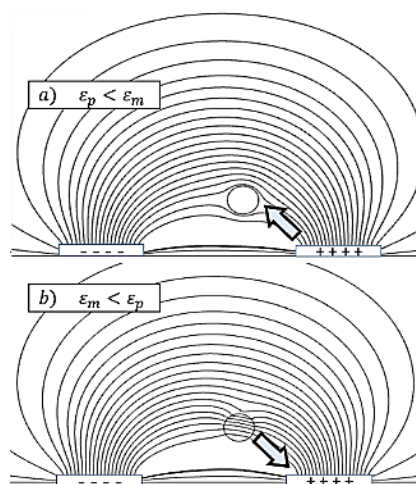 a) εₚ < εₘ
- - - -
+ + + +
b) εₘ < εₚ
- - - -
+ + + +